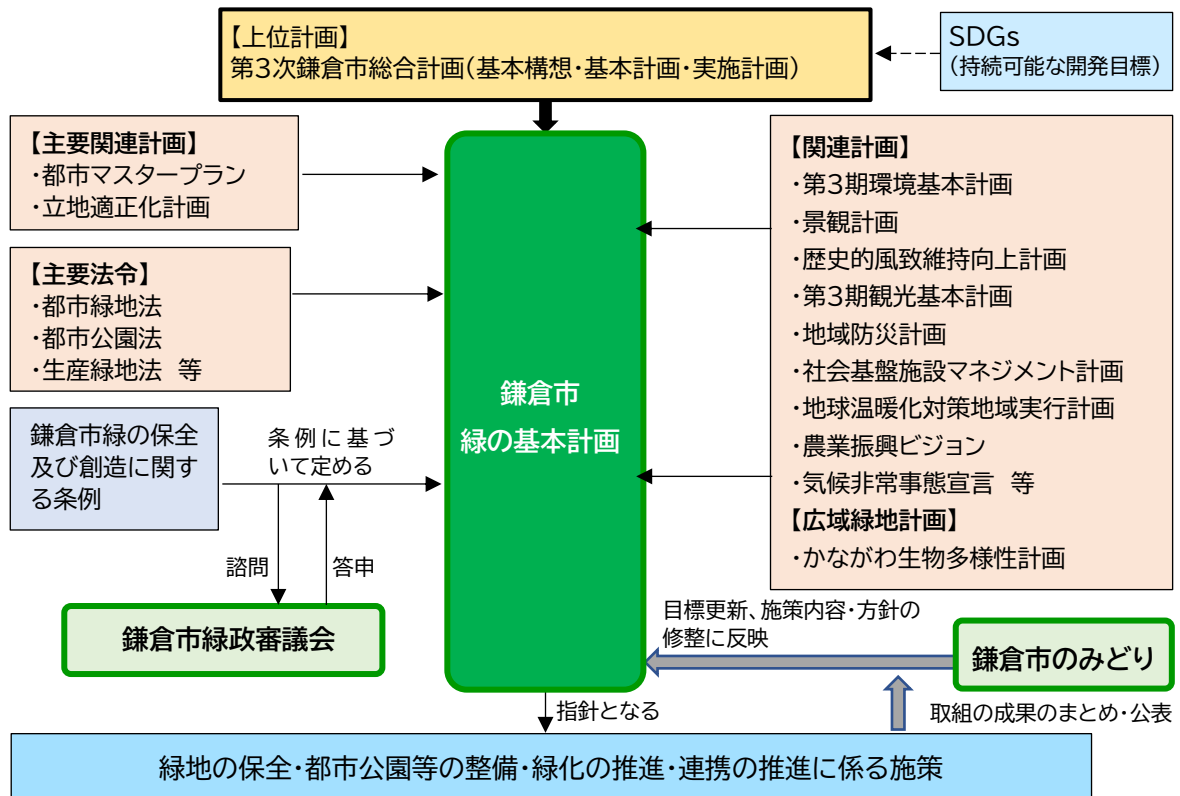 【上位計画】
第3次鎌倉市総合計画(基本構想・基本計画・実施計画)
SDGs
(持続可能な開発目標)
【主要関連計画】
・都市マスタープラン
・立地適正化計画
【主要法令】
・都市緑地法
・都市公園法
・生産緑地法 等
鎌倉市緑の保全
及び創造に関す
る条例
条例に基づ
いて定める
諮問
答申
鎌倉市緑政審議会
鎌倉市
緑の基本計画
【関連計画】
・第3期環境基本計画
・景観計画
・歴史的風致維持向上計画
・第3期観光基本計画
・地域防災計画
・社会基盤施設マネジメント計画
・地球温暖化対策地域実行計画
・農業振興ビジョン
・気候非常事態宣言 等
【広域緑地計画】
・かながわ生物多様性計画
目標更新、施策内容・方針の
修整に反映
鎌倉市のみどり
指針となる
取組の成果のまとめ・公表
緑地の保全・都市公園等の整備・緑化の推進・連携の推進に係る施策